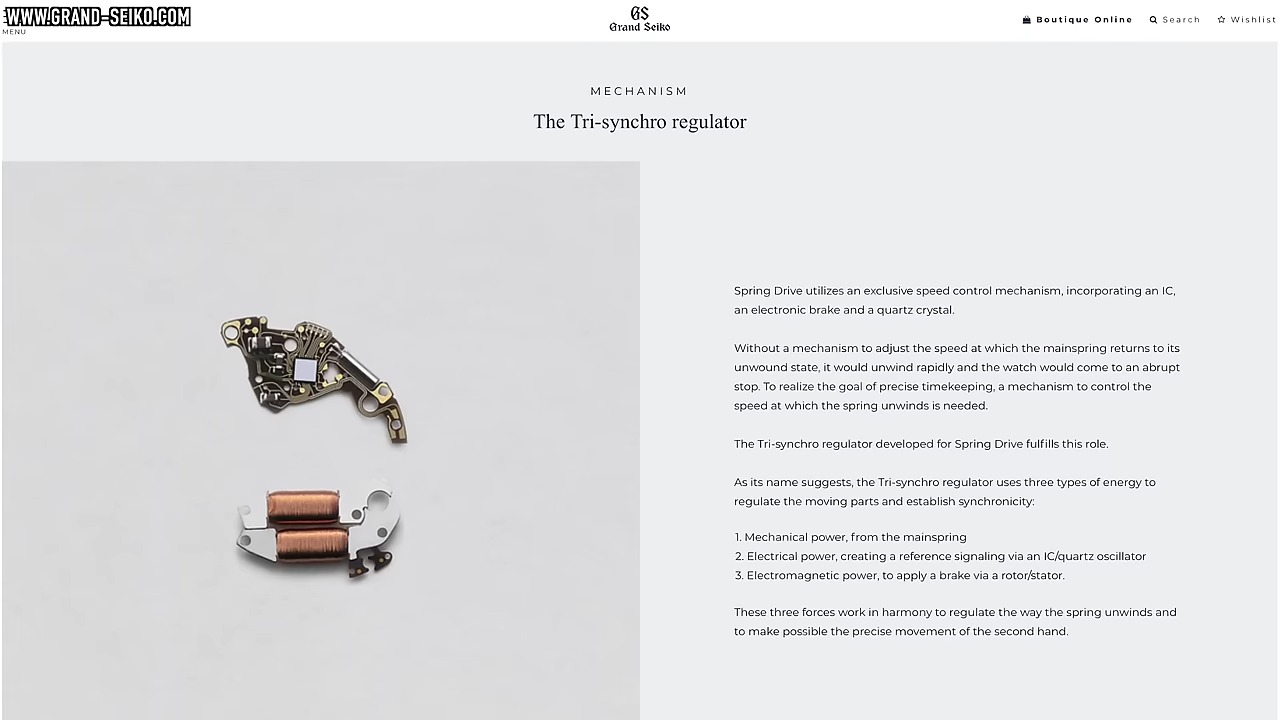 WWW.GRAND-SEIKO.COM
MENU
GS
Grand Seiko
Boutique Online
Search
Wishlist
MECHANISM
The Tri-synchro regulator
Spring Drive utilizes an exclusive speed control mechanism, incorporating an IC,
an electronic brake and a quartz crystal.
Without a mechanism to adjust the speed at which the mainspring returns to its
unwound state, it would unwind rapidly and the watch would come to an abrupt
stop. To realize the goal of precise timekeeping, a mechanism to control the
speed at which the spring unwinds is needed.
The Tri-synchro regulator developed for Spring Drive fulfills this role.
As its name suggests, the Tri-synchro regulator uses three types of energy to
regulate the moving parts and establish synchronicity:
1. Mechanical power, from the mainspring
2. Electrical power, creating a reference signaling via an IC/quartz oscillator
3. Electromagnetic power, to apply a brake via a rotor/stator.
These three forces work in harmony to regulate the way the spring unwinds and
to make possible the precise movement of the second hand.